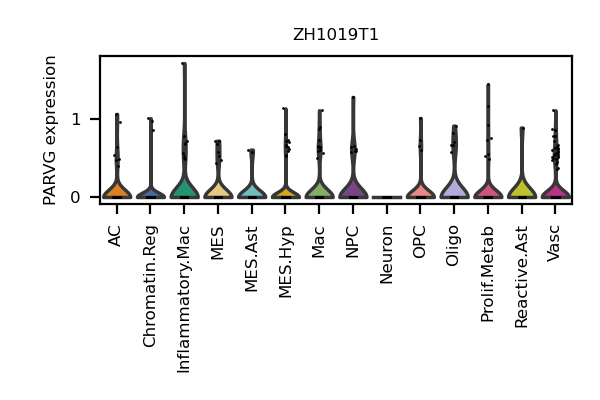 ZH1019T1
PARVG expression
1
0
AC
Chromatin.Reg
Inflammatory.Mac
MES
MES.Ast
MES.Hyp
Mac
NPC
Neuron
OPC
Oligo
Prolif.Metab
Reactive.Ast
Vasc